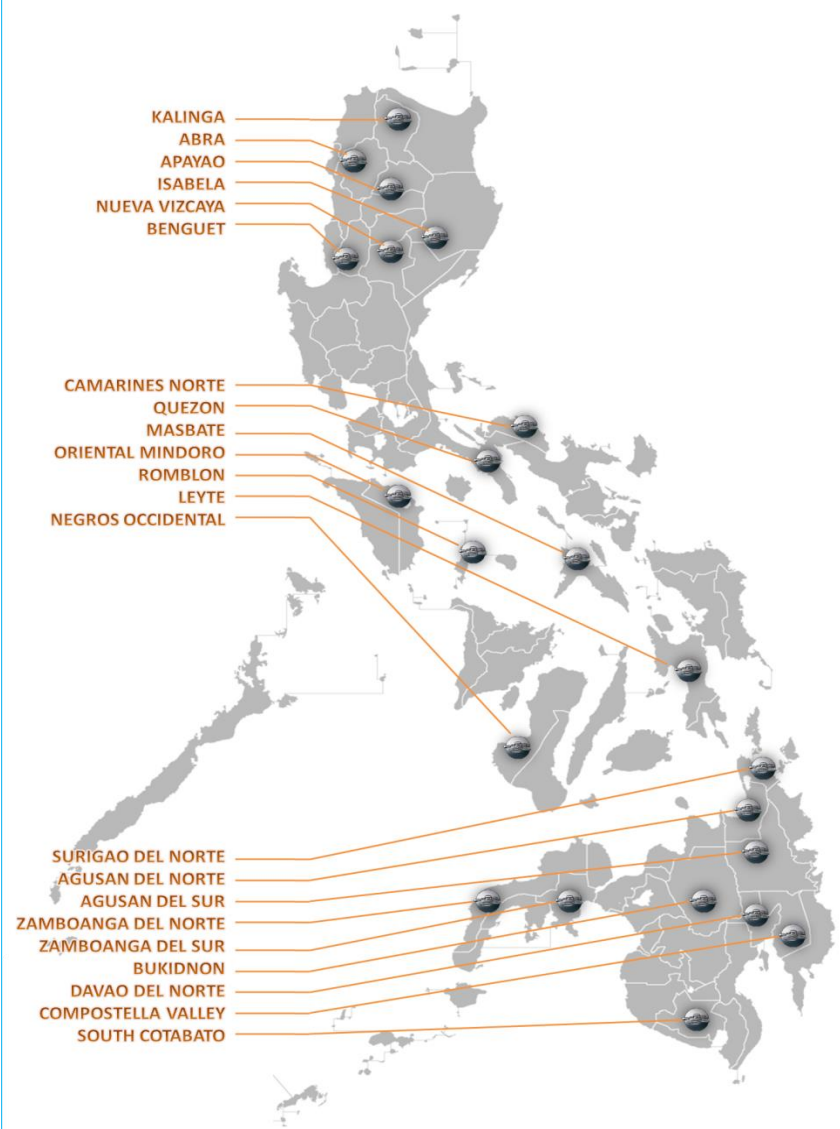 KALINGA
ABRA
APAYAO
ISABELA
NUEVA VIZCAYA
BENGUET
CAMARINES NORTE
QUEZON
MASBATE
ORIENTAL MINDORO
ROMBLON
LEYTE
NEGROS OCCIDENTAL
SURIGAO DEL NORTE
AGUSAN DEL NORTE
AGUSAN DEL SUR
ZAMBOANGA DEL NORTE
ZAMBOANGA DEL SUR
BUKIDNON
DAVAO DEL NORTE
COMPOSTELLA VALLEY
SOUTH COTABATO